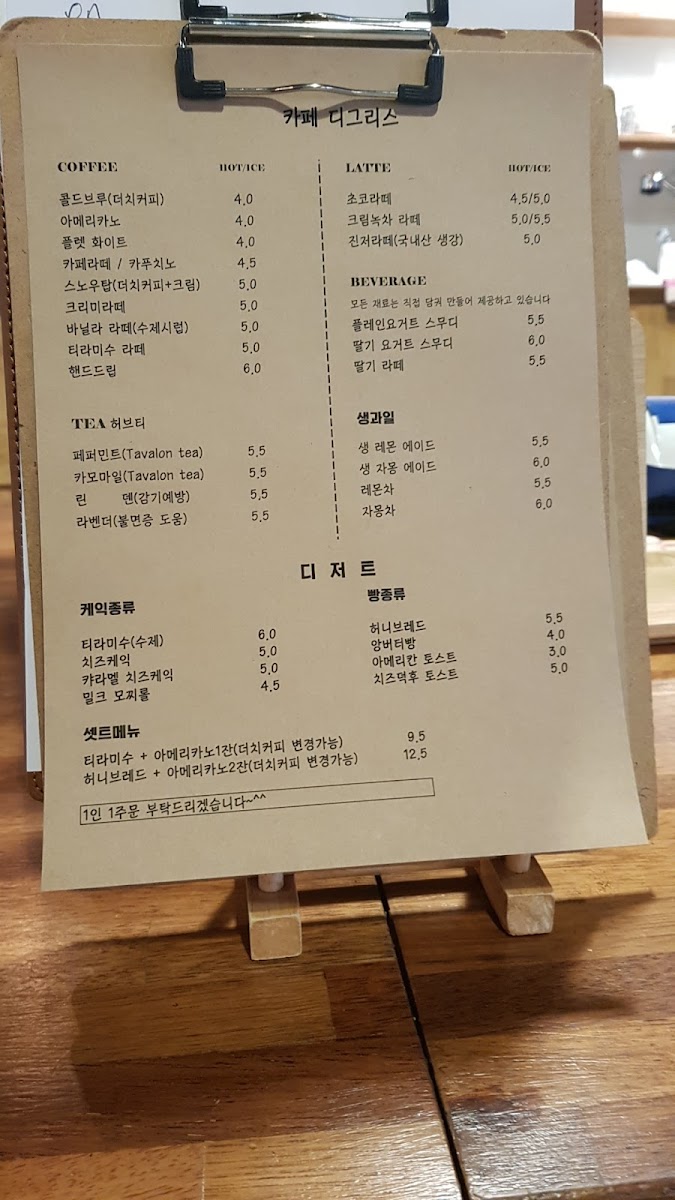 카페 디그리스
COFFEE HOT/ICE
콜드브루(더치커피) 4.0
아메리카노 4.0
플렛 화이트 4.0
카페라떼 / 카푸치노 4.5
스노우탑(더치커피+크림) 5.0
크리미라떼 5.0
바닐라 라떼(수제시럽) 5.0
티라미수 라떼 5.0
핸드드립 6.0
TEA 허브티
페퍼민트(Tavalon tea) 5.5
카모마일(Tavalon tea) 5.5
린 덴(감기예방) 5.5
라벤더(불면증 도움) 5.5
LATTE HOT/ICE
초코라떼 4.5/5.0
크림녹차 라떼 5.0/5.5
진저라떼(국내산 생강) 5.0
BEVERAGE
모든 재료는 직접 담궈 만들어 제공하고 있습니다
플레인요거트 스무디 5.5
딸기 요거트 스무디 6.0
딸기 라떼 5.5
생과일
생 레몬 에이드 5.5
생 자몽 에이드 6.0
레몬차 5.5
자몽차 6.0
디 저 트
케익종류
티라미수(수제) 6.0
치즈케익 5.0
캬라멜 치즈케익 5.0
밀크 모찌롤 4.5
빵종류
허니브레드 5.5
앙버터빵 4.0
아메리칸 토스트 3.0
치즈덕후 토스트 5.0
셋트메뉴
티라미수 + 아메리카노1잔(더치커피 변경가능) 9.5
허니브레드 + 아메리카노2잔(더치커피 변경가능) 12.5
1인 1주문 부탁드리겠습니다~^^